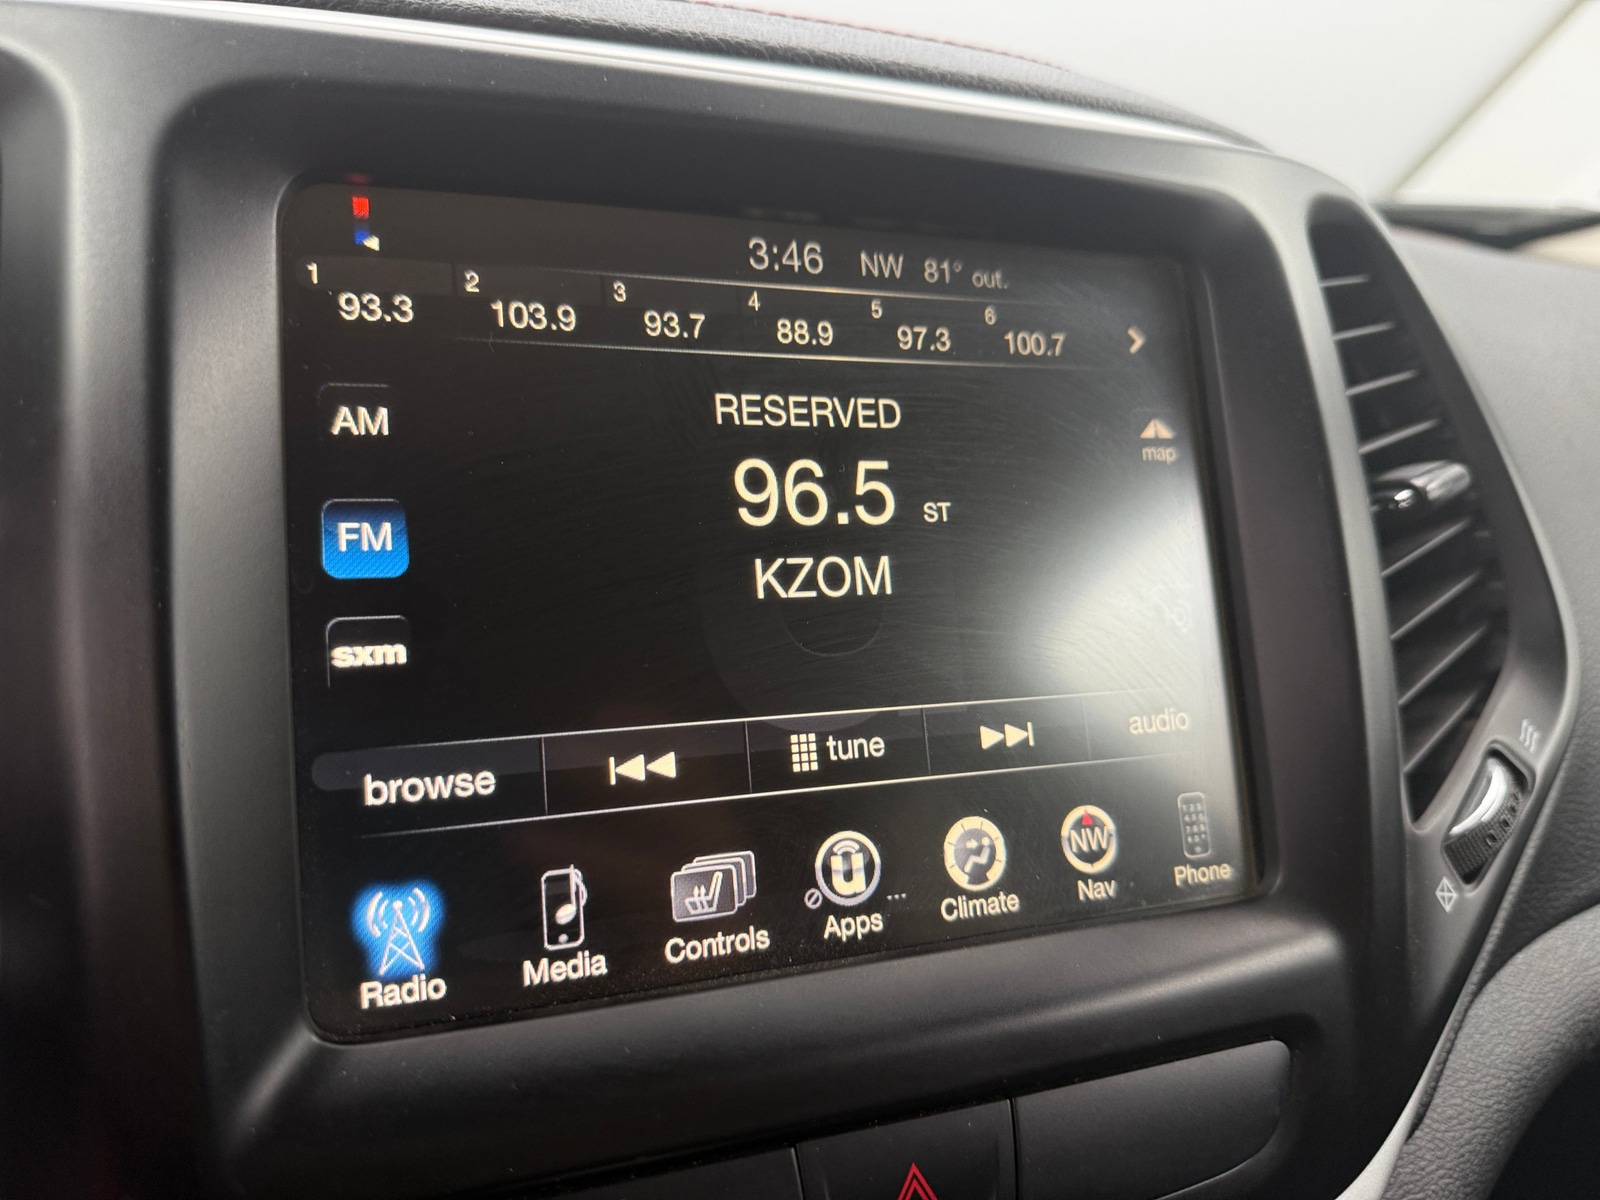 3:46 NW 81° out.
1 93.3 2 103.9 3 93.7 4 88.9 5 97.3 6 100.7
RESERVED
AM
map
96.5 ST
FM
KZOM
sxm
browse tune audio
NW
Radio Media Controls Apps ... Climate Nav Phone